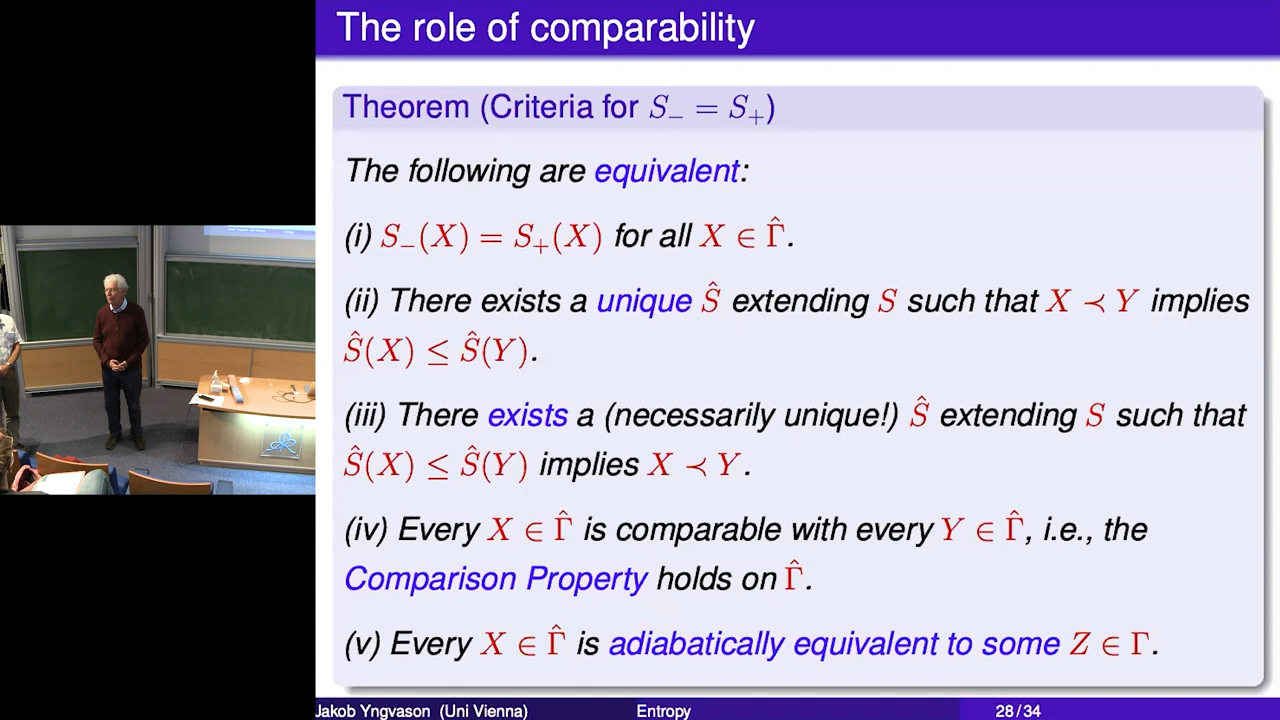 The role of comparability
Theorem (Criteria for S₋ = S₊)
The following are equivalent:
(i) S₋(X) = S₊(X) for all X ∈ Γ̂.
(ii) There exists a unique Ŝ extending S such that X ≺ Y implies
Ŝ(X) ≤ Ŝ(Y).
(iii) There exists a (necessarily unique!) Ŝ extending S such that
Ŝ(X) ≤ Ŝ(Y) implies X ≺ Y.
(iv) Every X ∈ Γ̂ is comparable with every Y ∈ Γ̂, i.e., the
Comparison Property holds on Γ̂.
(v) Every X ∈ Γ̂ is adiabatically equivalent to some Z ∈ Γ.
Jakob Yngvason (Uni Vienna) Entropy 28 / 34